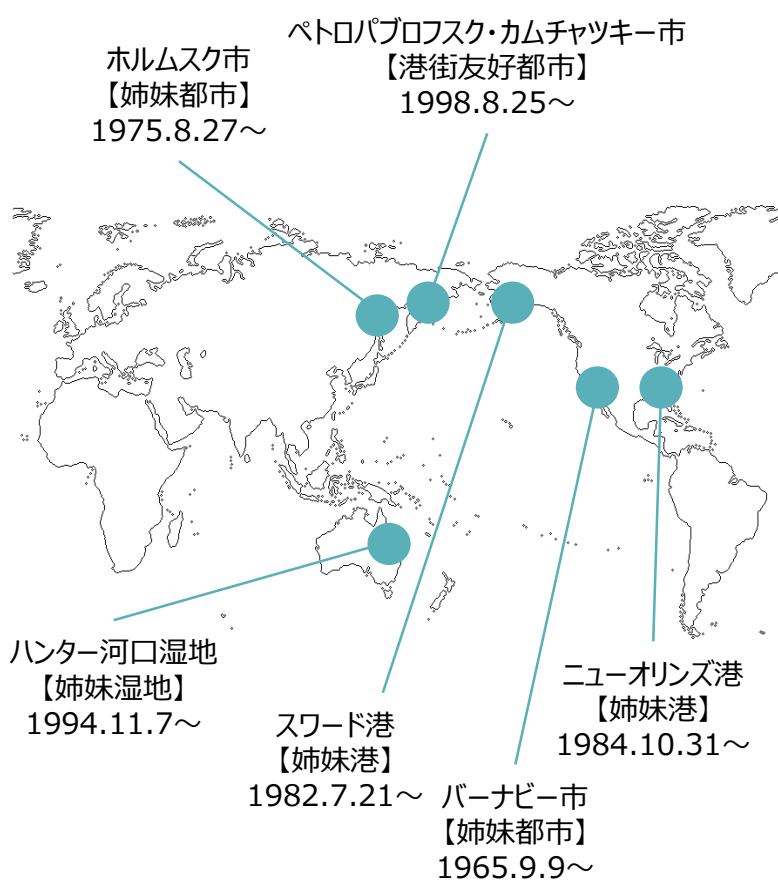 ペトロパブロフスク・カムチャツキー市
【港街友好都市】
1998.8.25～
ホルムスク市
【姉妹都市】
1975.8.27～
ハンター河口湿地
【姉妹湿地】
1994.11.7～
スワード港
【姉妹港】
1982.7.21～
バーナビー市
【姉妹都市】
1965.9.9～
ニューオリンズ港
【姉妹港】
1984.10.31～